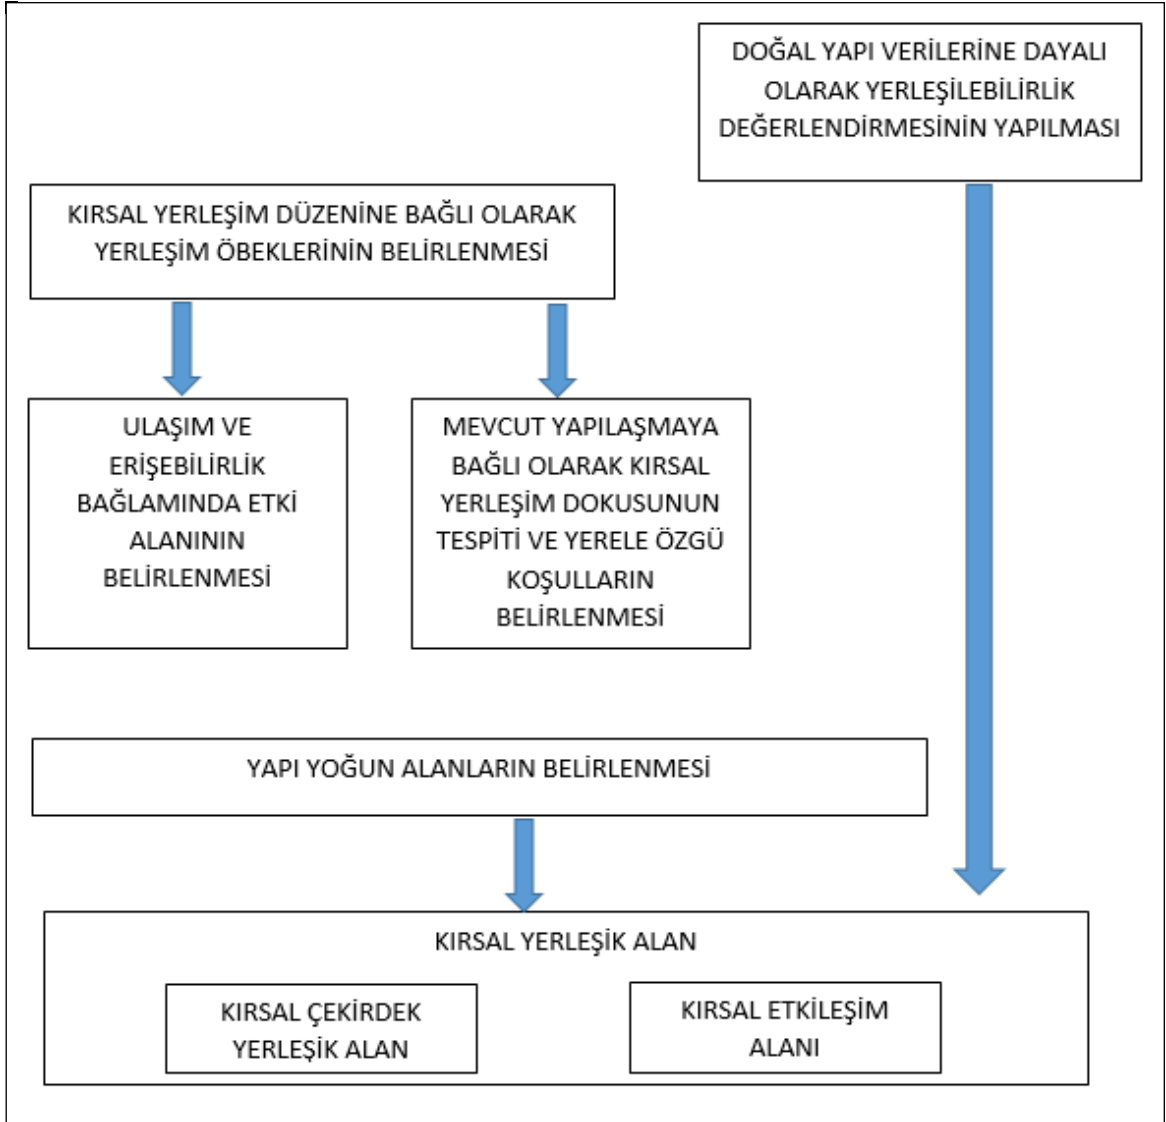 DOĞAL YAPI VERİLERİNE DAYALI
OLARAK YERLEŞİLEBİLİRLİK
DEĞERLENDİRMESİNİN YAPILMASI
KIRSAL YERLEŞİM DÜZENİNE BAĞLI OLARAK
YERLEŞİM ÖBEKLERİNİN BELİRLENMESİ
ULAŞIM VE
ERİŞEBİLİRLİK
BAĞLAMINDA ETKİ
ALANININ
BELİRLENMESİ
MEVCUT YAPILAŞMAYA
BAĞLI OLARAK KIRSAL
YERLEŞİM DOKUSUNUN
TESPİTİ VE YERELE ÖZGÜ
KOŞULLARIN
BELİRLENMESİ
YAPI YOĞUN ALANLARIN BELİRLENMESİ
KIRSAL YERLEŞİK ALAN
KIRSAL ÇEKİRDEK
YERLEŞİK ALAN
KIRSAL ETKİLEŞİM
ALANI